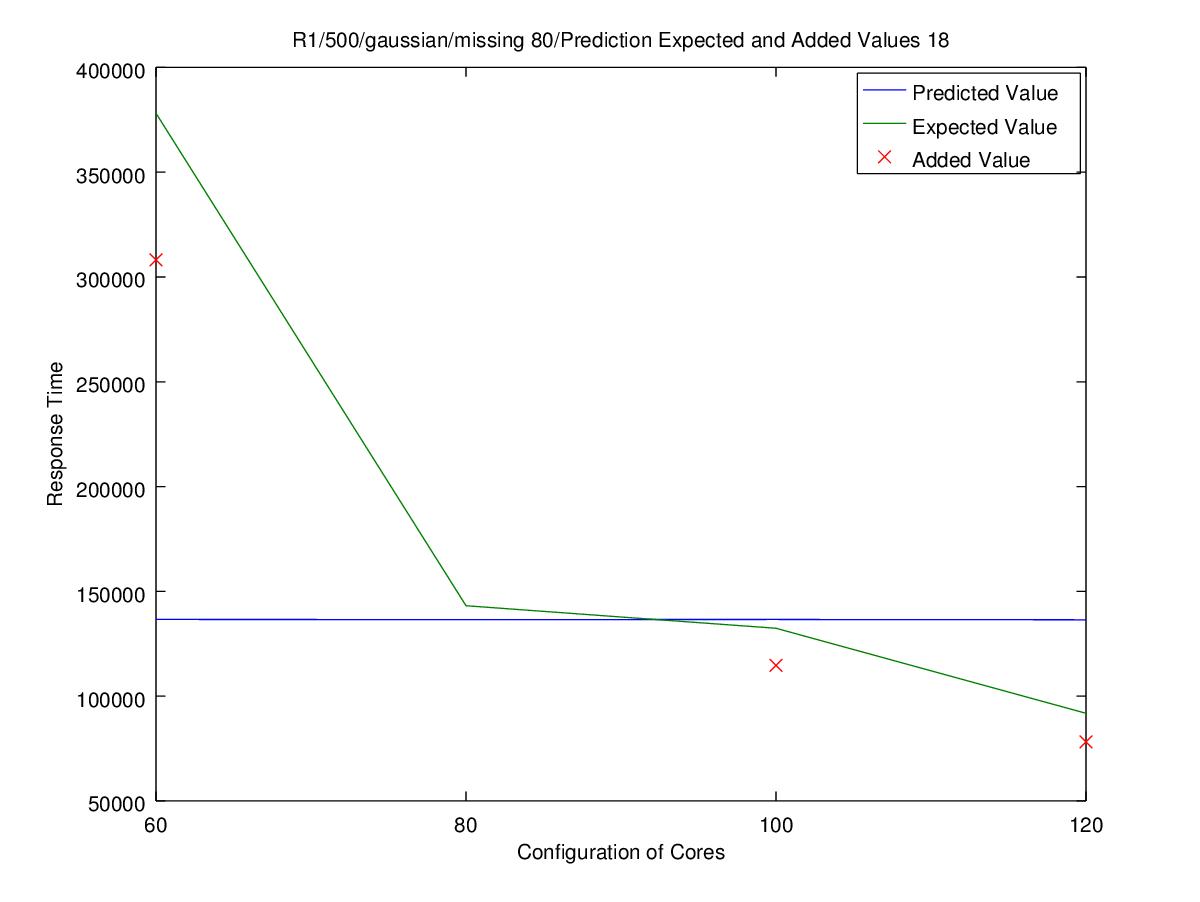 R1/500/gaussian/missing 80/Prediction Expected and Added Values 18
400000
350000
300000
250000
200000
150000
100000
50000
60
80
100
120
Response Time
Configuration of Cores
Predicted Value
Expected Value
Added Value